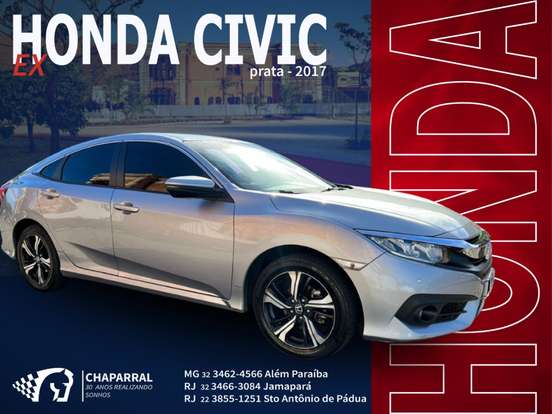 HONDA CIVIC
EX
prata - 2017
HONDA
CHAPARRAL
30 ANOS REALIZANDO
SONHOS
MG 32 3462-4566 Além Paraíba
RJ 32 3466-3084 Jamapará
RJ 22 3855-1251 Sto Antônio de Pádua